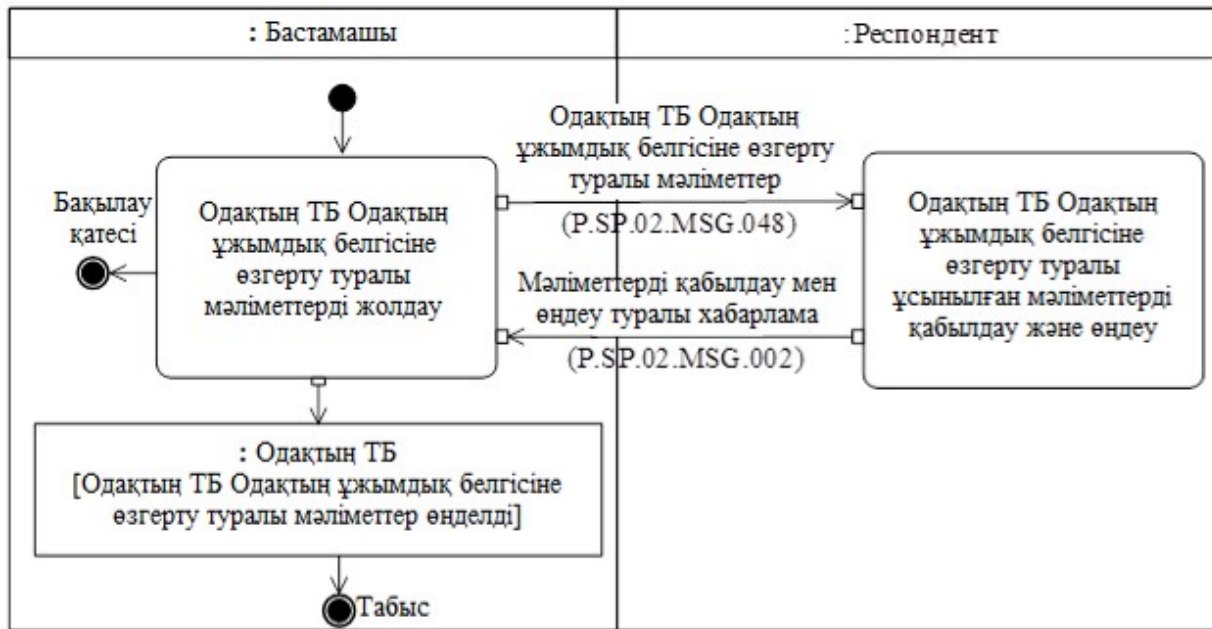 : Бастамашы
:Респондент
Одақтың ТБ Одақтың
ұжымдық белгісіне өзгерту
туралы мәліметтер
(P.SP.02.MSG.048)
Бақылау
қатесі
Одақтың ТБ Одақтың
ұжымдық белгісіне
өзгерту туралы
мәліметтерді жолдау
Одақтың ТБ Одақтың
ұжымдық белгісіне
өзгерту туралы
ұсынылған мәліметтерді
қабылдау және өңдеу
Мәліметтерді қабылдау мен
өңдеу туралы хабарлама
(P.SP.02.MSG.002)
: Одақтың ТБ
[Одақтың ТБ Одақтың ұжымдық белгісіне
өзгерту туралы мәліметтер өңделді]
Табыс